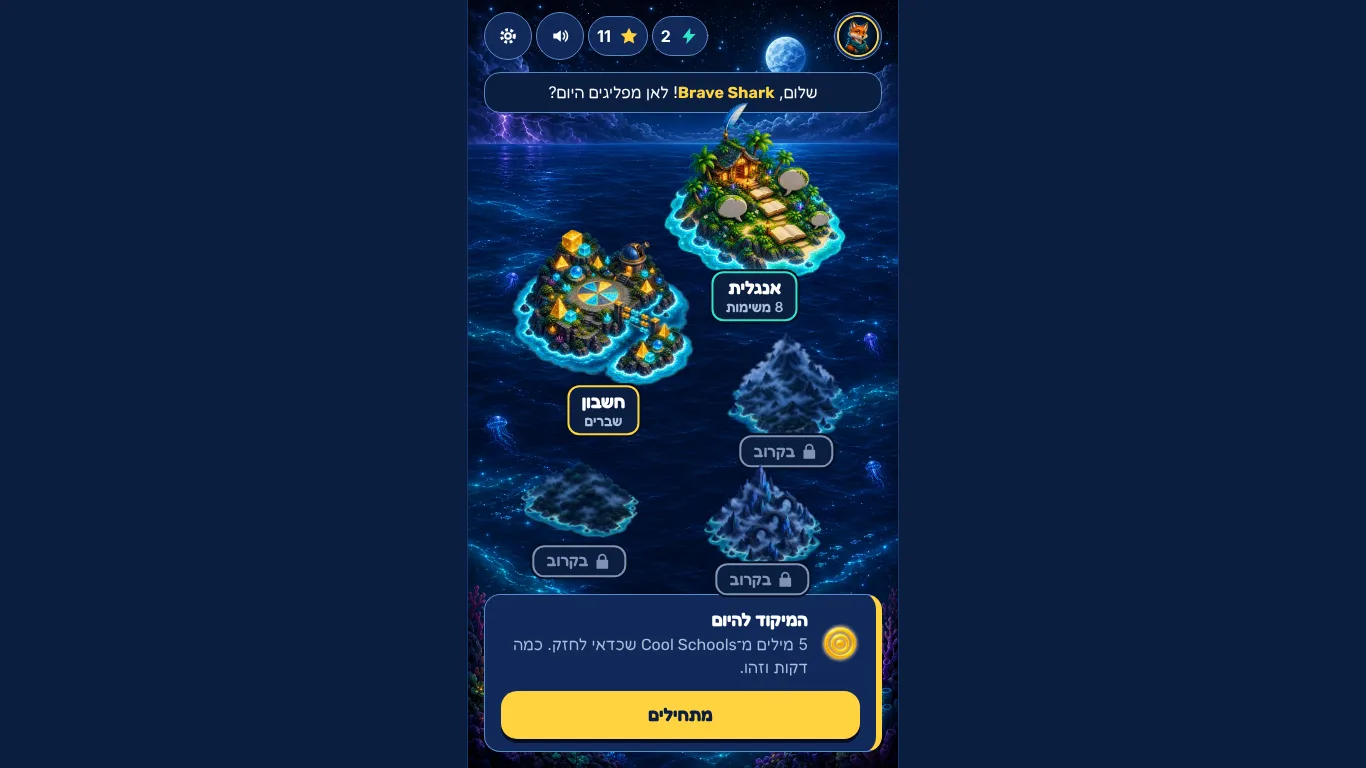 11
2
שלום, Brave Shark! לאן מפליגים היום?
אנגלית
8 משימות
חשבון
שברים
בקרוב
בקרוב
בקרוב
המיקוד להיום
5 מילים מ־Cool Schools שכדאי לחזק. כמה
דקות וזהו.
מתחילים